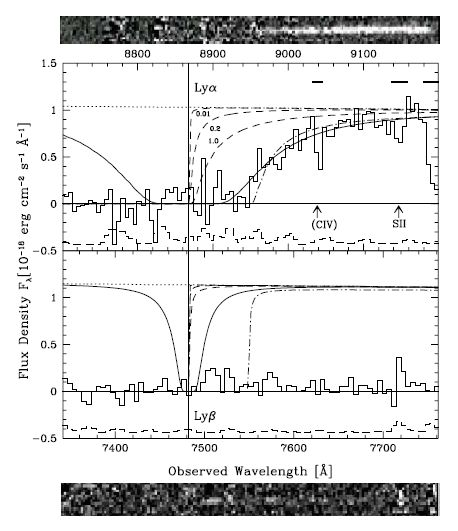 8800 8900 9000 9100
1.5
1
0.5
0
-0.5
Lyα
0.01
0.2
1.0
(CIV)
SII
1
0.5
0
-0.5
Lyβ
7400 7500 7600 7700
Observed Wavelength [Å]
Flux Density Fλ[10⁻¹⁸ erg cm⁻² s⁻¹ Å⁻¹]